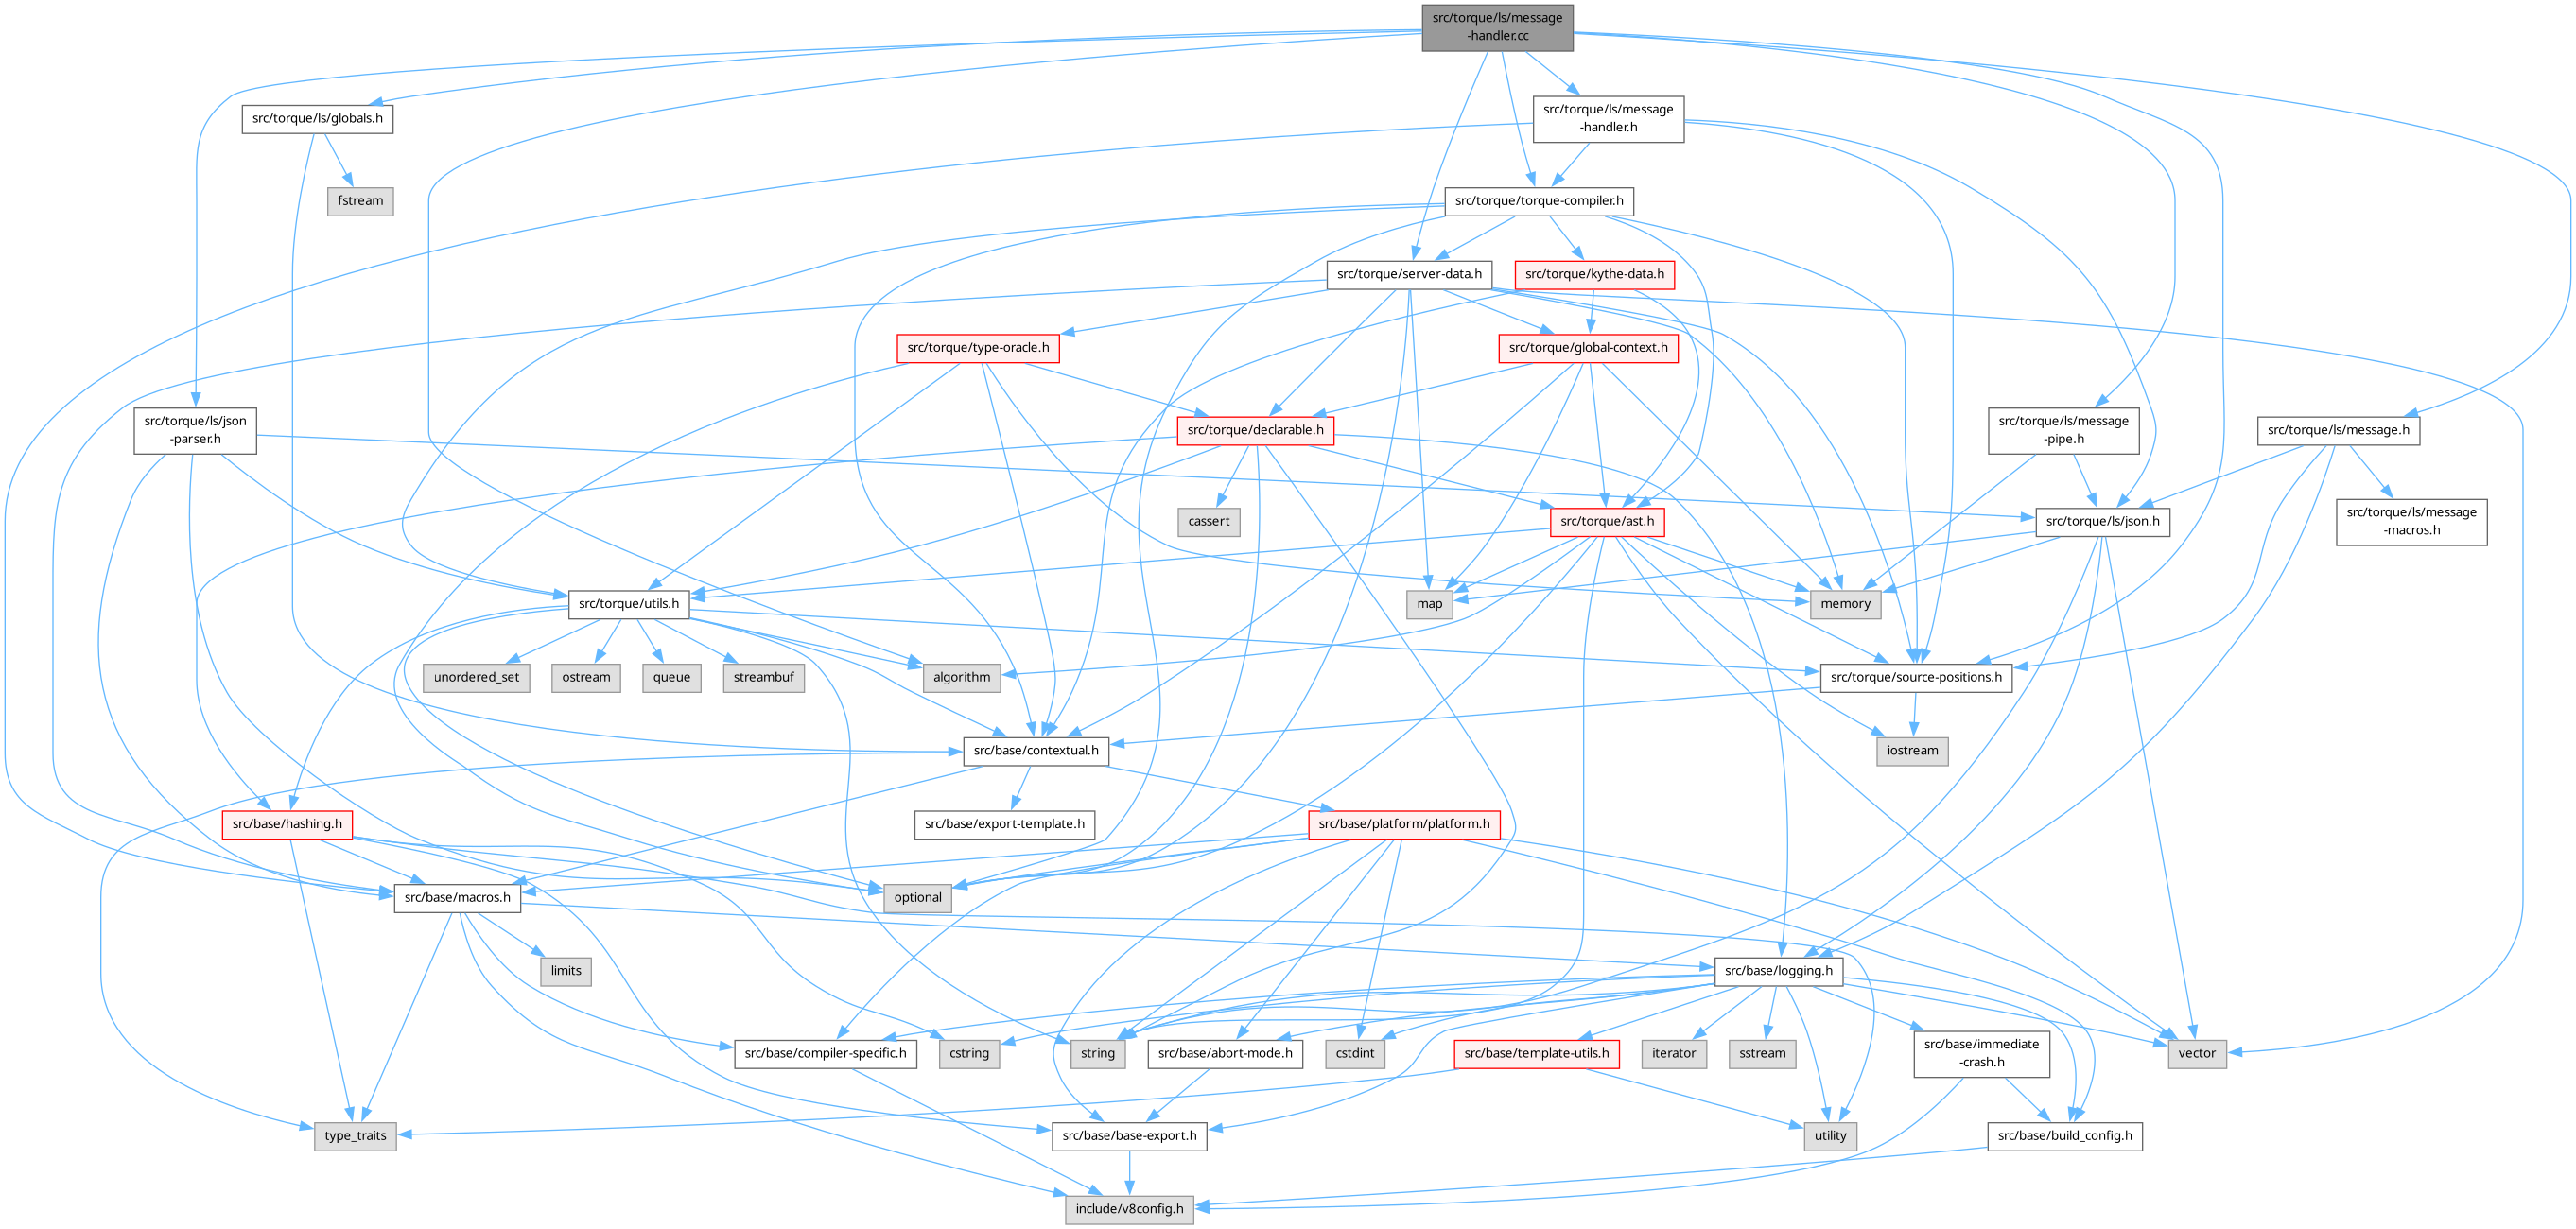 src/torque/ls/message
-handler.cc
src/torque/ls/globals.h
src/torque/ls/message
-handler.h
fstream
src/torque/torque-compiler.h
src/torque/server-data.h
src/torque/kythe-data.h
src/torque/type-oracle.h
src/torque/global-context.h
src/torque/ls/json
-parser.h
src/torque/declarable.h
src/torque/ls/message
-pipe.h
src/torque/ls/message.h
cassert
src/torque/ast.h
src/torque/ls/json.h
src/torque/ls/message
-macros.h
src/torque/utils.h
map
memory
unordered_set
ostream
queue
streambuf
algorithm
src/torque/source-positions.h
src/base/contextual.h
iostream
src/base/hashing.h
src/base/export-template.h
src/base/platform/platform.h
src/base/macros.h
optional
limits
src/base/logging.h
src/base/compiler-specific.h
cstring
string
src/base/abort-mode.h
cstdint
src/base/template-utils.h
iterator
sstream
src/base/immediate
-crash.h
vector
type_traits
src/base/base-export.h
utility
src/base/build_config.h
include/v8config.h